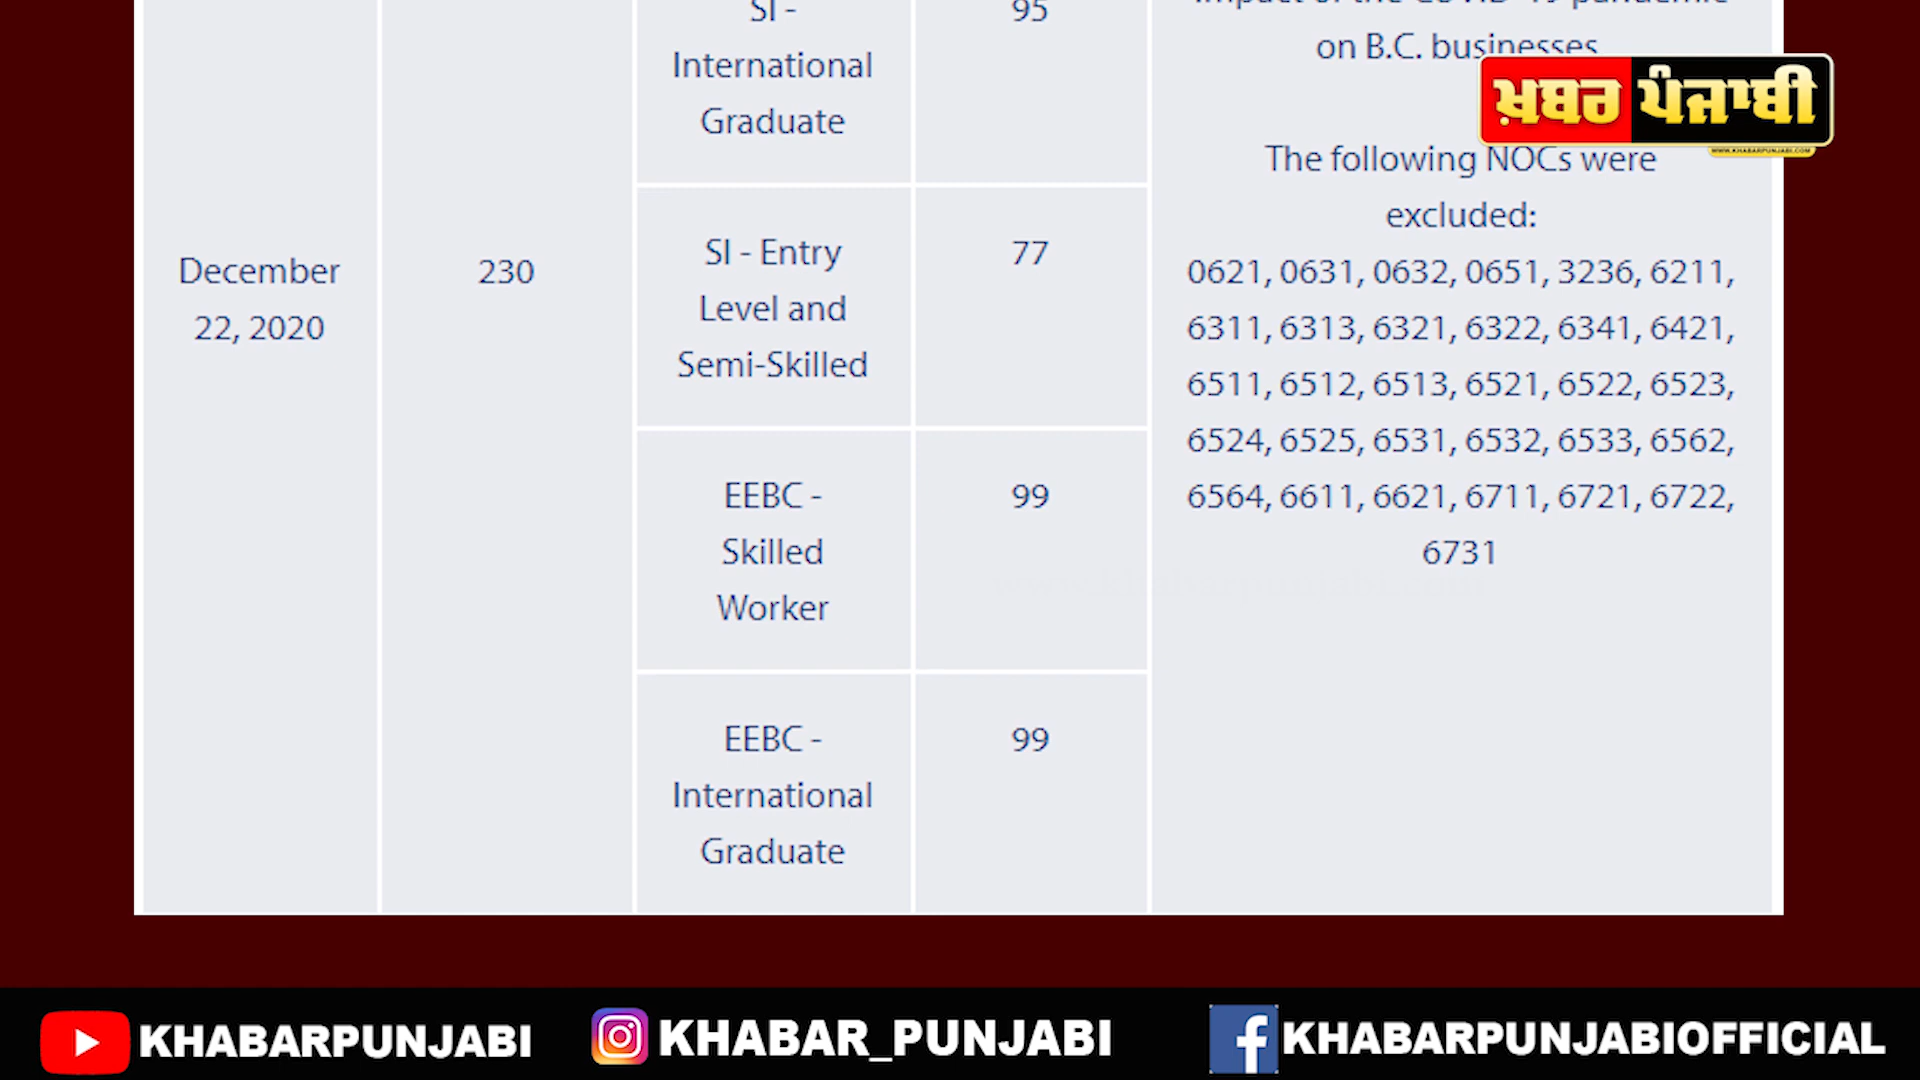 SI -
International
Graduate
95
on B.C. businesses
ਖ਼ਬਰ ਪੰਜਾਬੀ
WWW.KHABARPUNJABI.COM
The following NOCs were
excluded:
0621, 0631, 0632, 0651, 3236, 6211,
6311, 6313, 6321, 6322, 6341, 6421,
6511, 6512, 6513, 6521, 6522, 6523,
6524, 6525, 6531, 6532, 6533, 6562,
6564, 6611, 6621, 6711, 6721, 6722,
6731
December
22, 2020
230
SI - Entry
Level and
Semi-Skilled
77
EEBC -
Skilled
Worker
99
EEBC -
International
Graduate
99
KHABARPUNJABI
KHABAR_PUNJABI
KHABARPUNJABIOFFICIAL